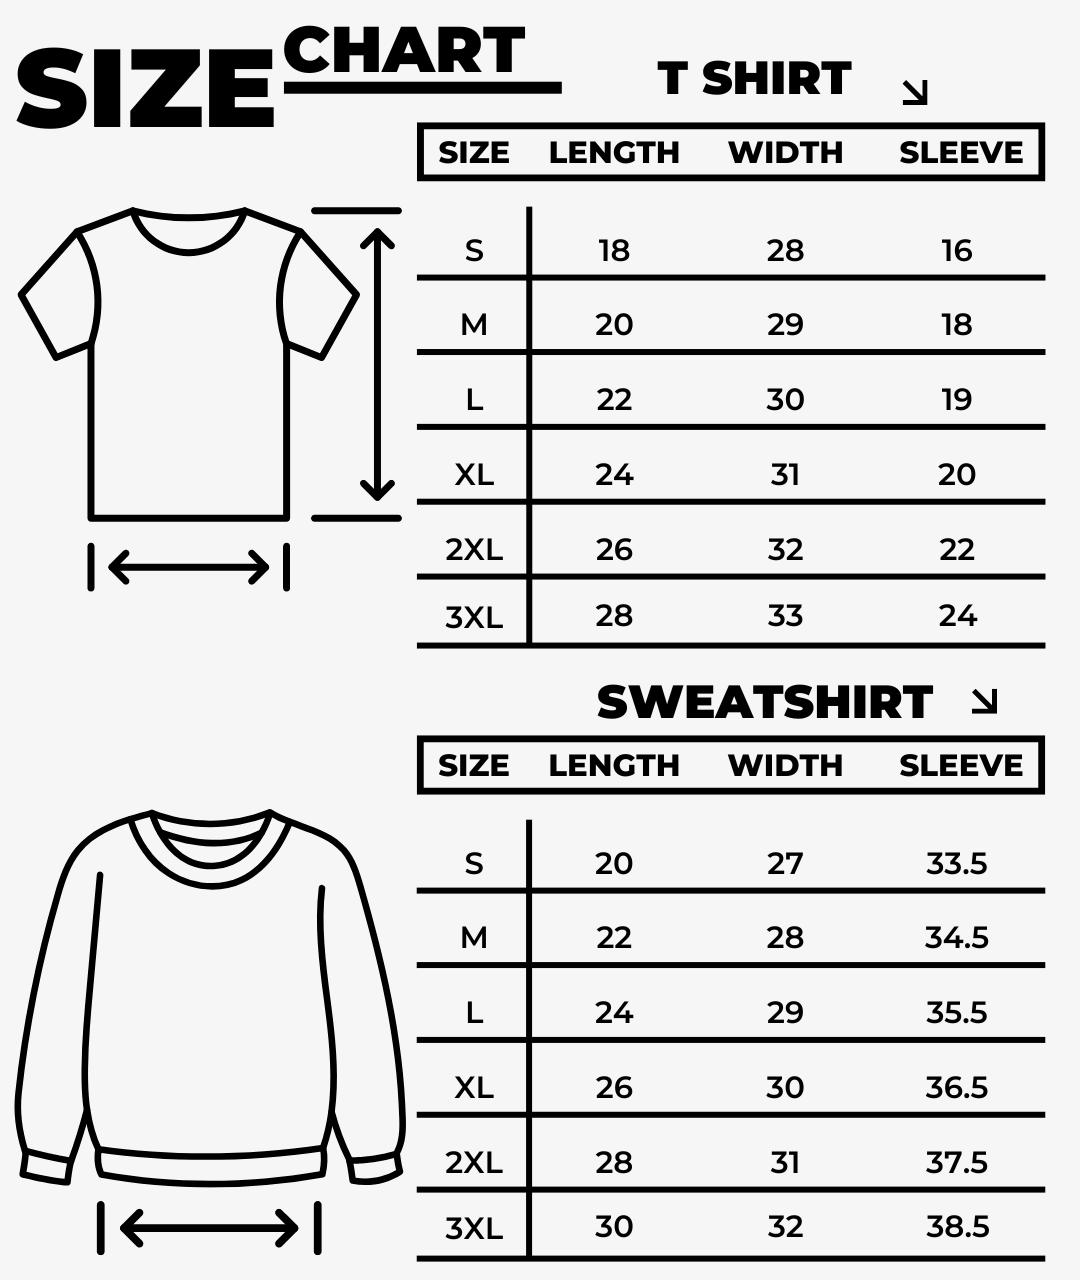 SIZE CHART
T SHIRT
SIZE LENGTH WIDTH SLEEVE
S 18 28 16
M 20 29 18
L 22 30 19
XL 24 31 20
2XL 26 32 22
3XL 28 33 24
SWEATSHIRT
SIZE LENGTH WIDTH SLEEVE
S 20 27 33.5
M 22 28 34.5
L 24 29 35.5
XL 26 30 36.5
2XL 28 31 37.5
3XL 30 32 38.5